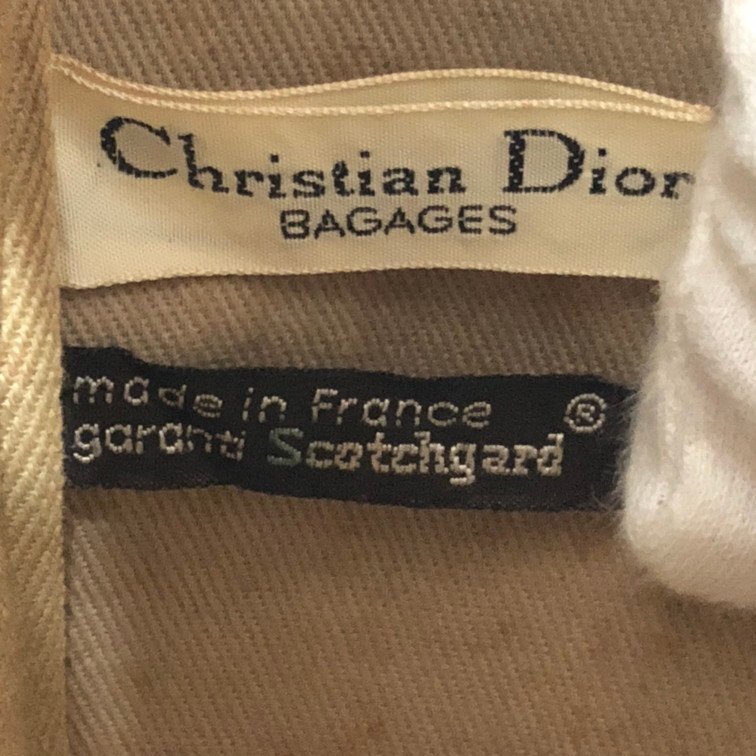 Christian Dior
BAGAGES
made in France ®
garanti Scotchgard